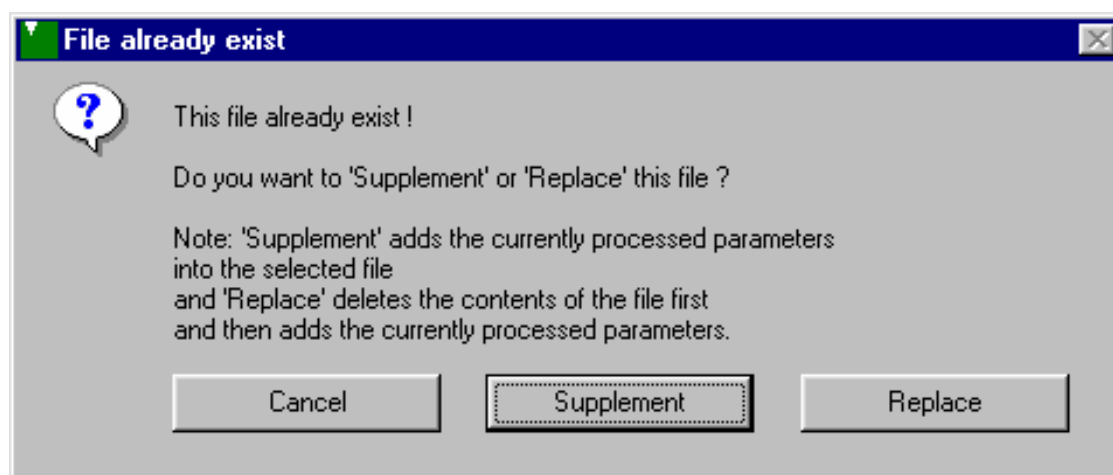 File already exist
?
This file already exist !
Do you want to 'Supplement' or 'Replace' this file ?
Note: 'Supplement' adds the currently processed parameters
into the selected file
and 'Replace' deletes the contents of the file first
and then adds the currently processed parameters.
Cancel Supplement Replace